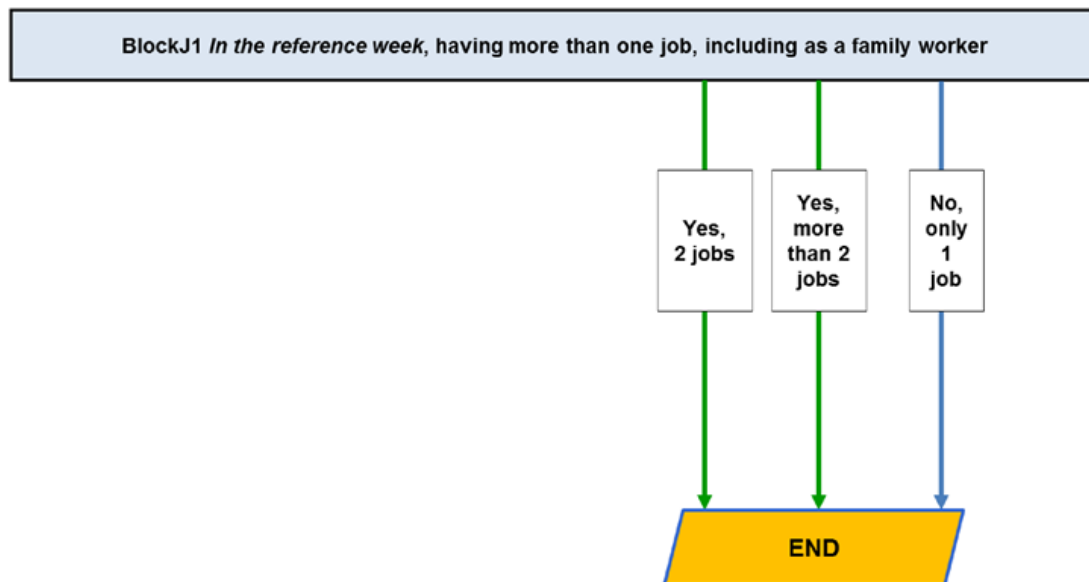 BlockJ1 In the reference week, having more than one job, including as a family worker
Yes,
2 jobs
Yes,
more
than 2
jobs
No,
only
1
job
END